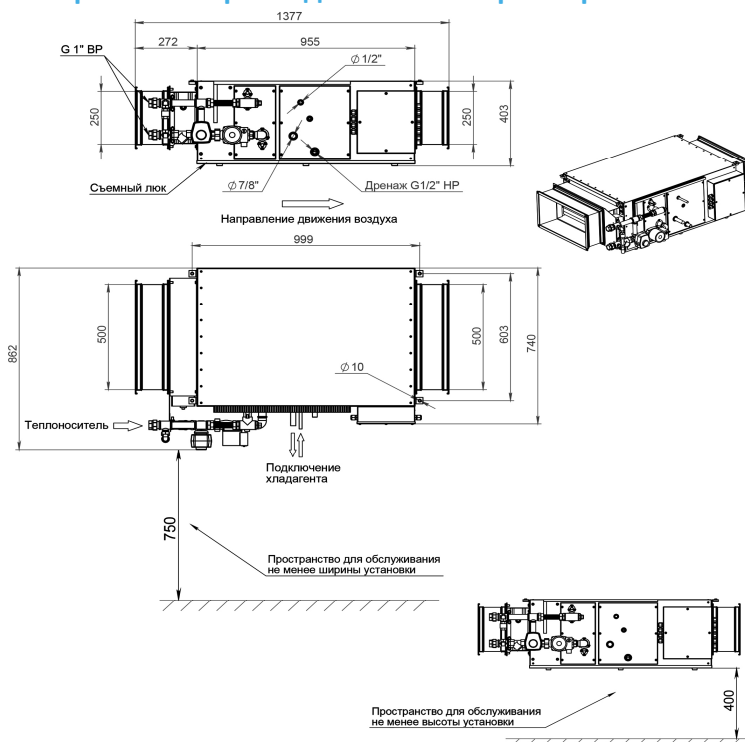 1377
272
955
G 1" ВР
∅ 1/2"
250
250
403
Съемный люк
∅ 7/8"
Дренаж G1/2" НР
Направление движения воздуха
999
862
500
500
603
740
∅ 10
Теплоноситель
Подключение
хладагента
750
Пространство для обслуживания
не менее ширины установки
Пространство для обслуживания
не менее высоты установки
400